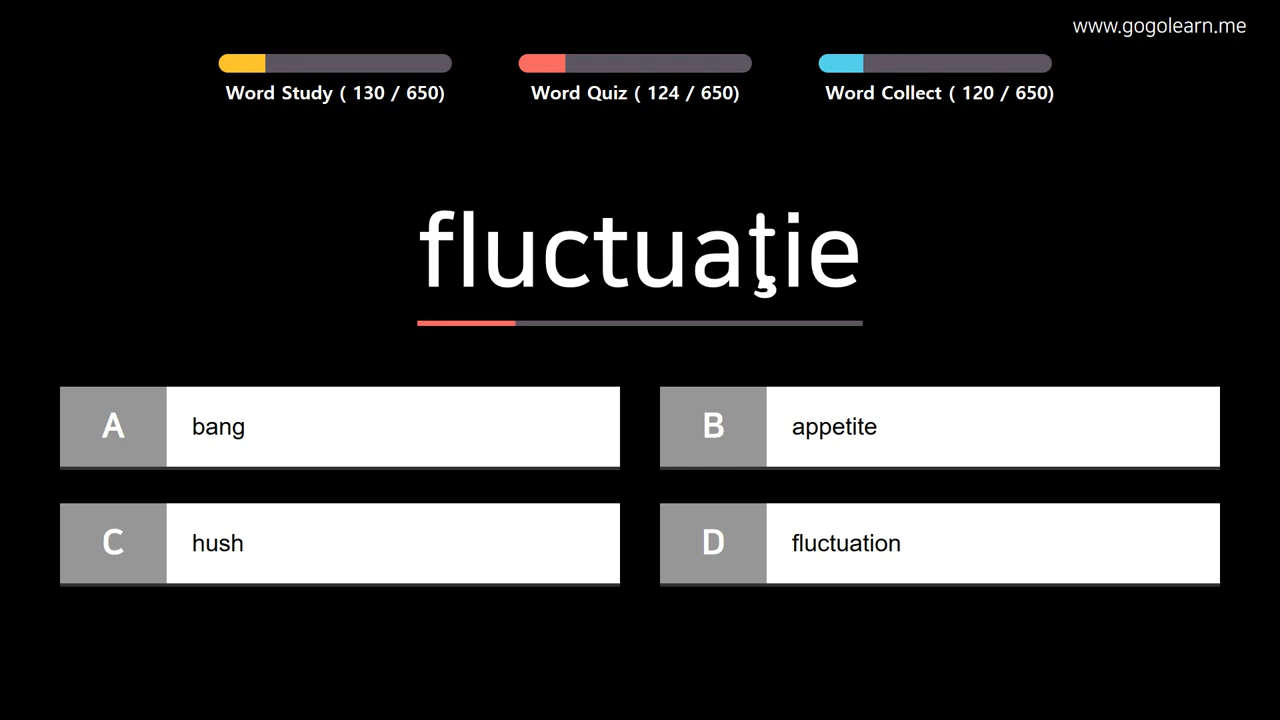 www.gogolearn.me
Word Study ( 130 / 650)
Word Quiz ( 124 / 650)
Word Collect ( 120 / 650)
fluctuaţie
A bang
B appetite
C hush
D fluctuation